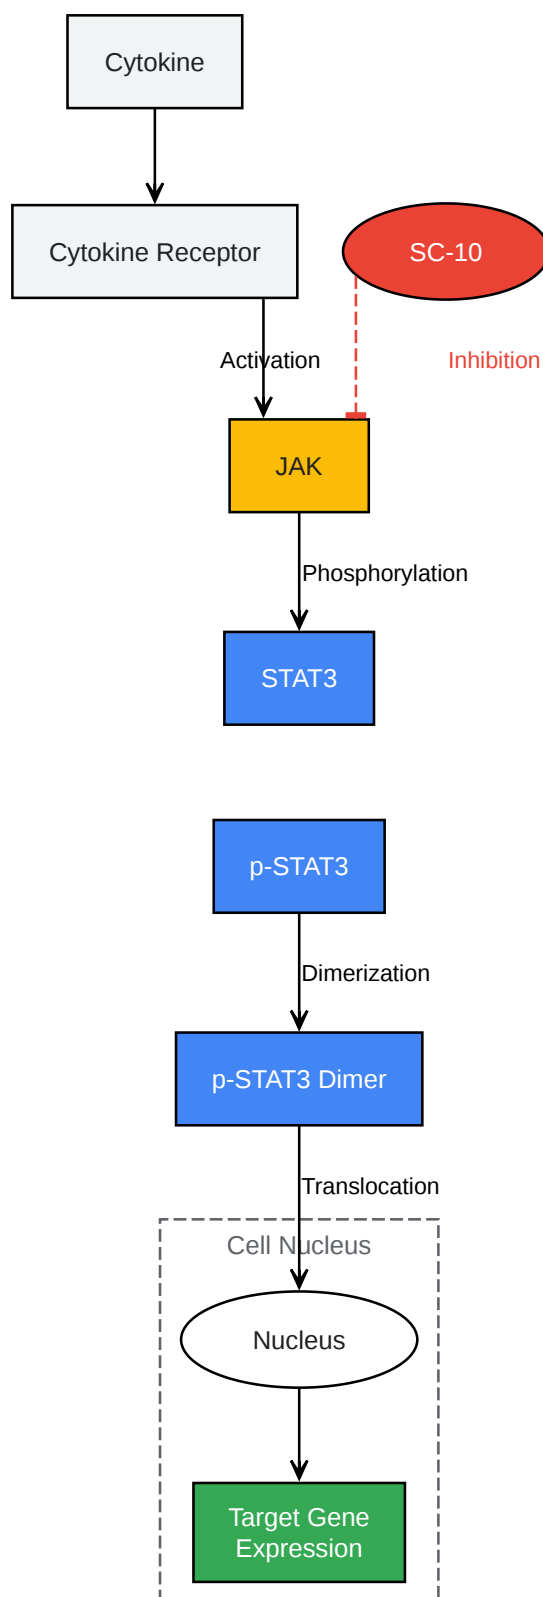 Cytokine
Cytokine Receptor
SC-10
Activation
Inhibition
JAK
Phosphorylation
STAT3
p-STAT3
Dimerization
p-STAT3 Dimer
Translocation
Cell Nucleus
Nucleus
Target Gene
Expression